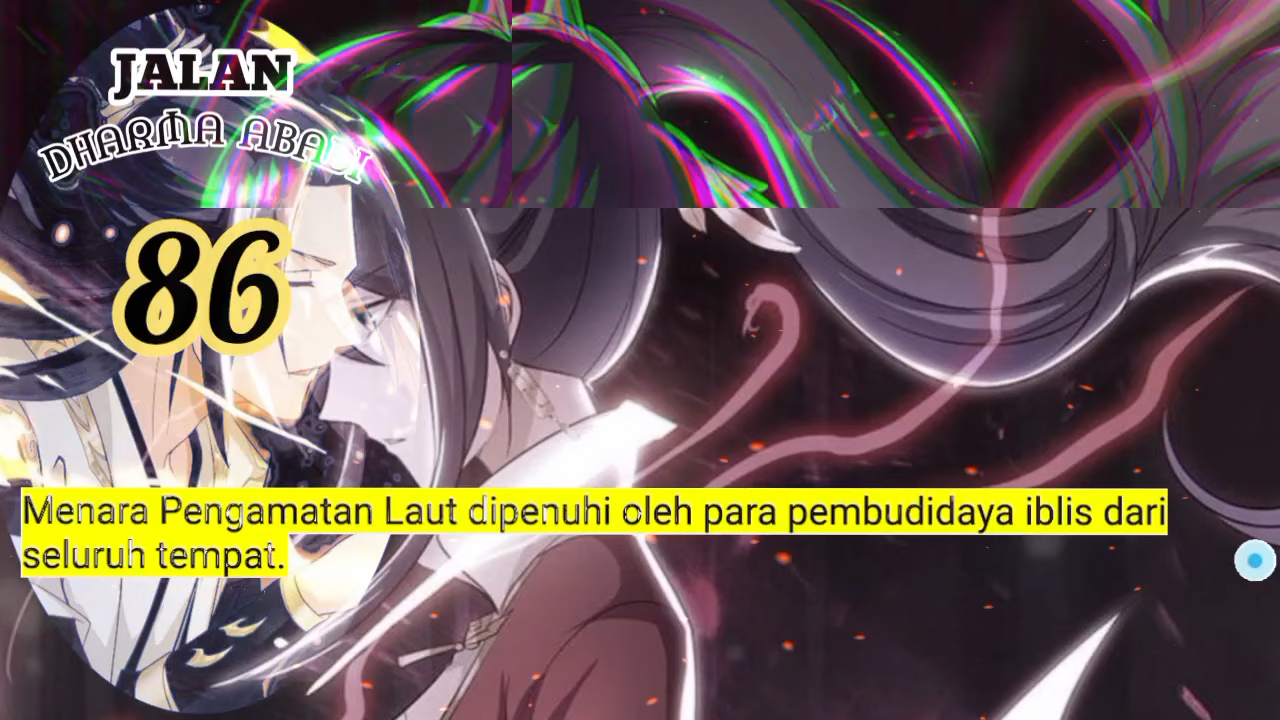 JALAN
DHARMA ABADI
86
Menara Pengamatan Laut dipenuhi oleh para pembudidaya iblis dari
seluruh tempat.